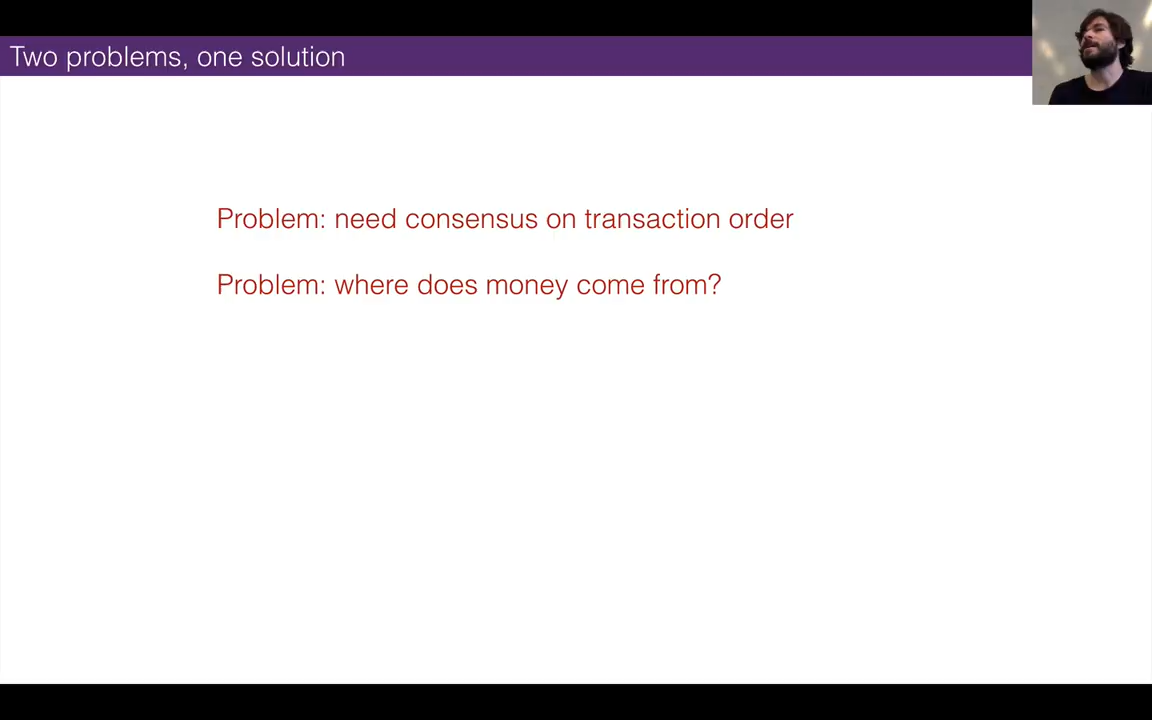 Two problems, one solution
Problem: need consensus on transaction order
Problem: where does money come from?